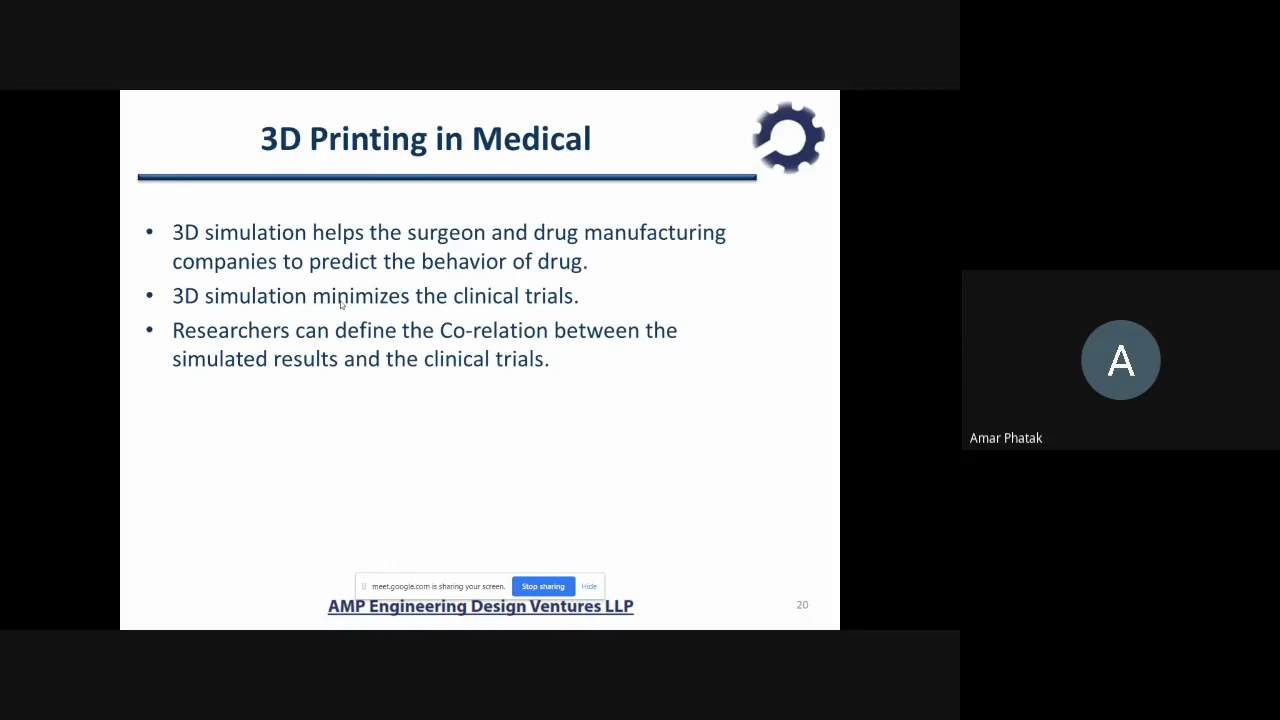 3D Printing in Medical
• 3D simulation helps the surgeon and drug manufacturing
companies to predict the behavior of drug.
• 3D simulation minimizes the clinical trials.
• Researchers can define the Co-relation between the
simulated results and the clinical trials.
meet.google.com is sharing your screen. Stop sharing Hide
AMP Engineering Design Ventures LLP
20
A
Amar Phatak